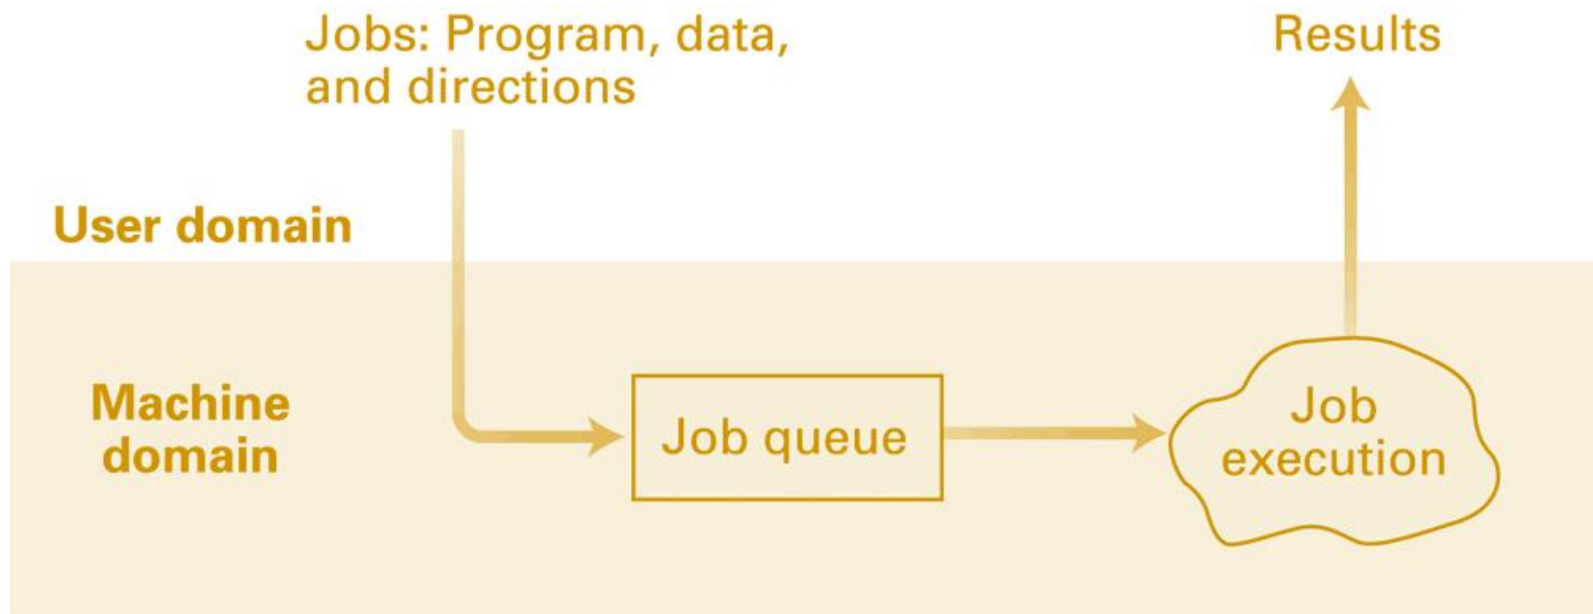 Jobs: Program, data,
and directions
Results
User domain
Machine
domain
Job queue
Job
execution